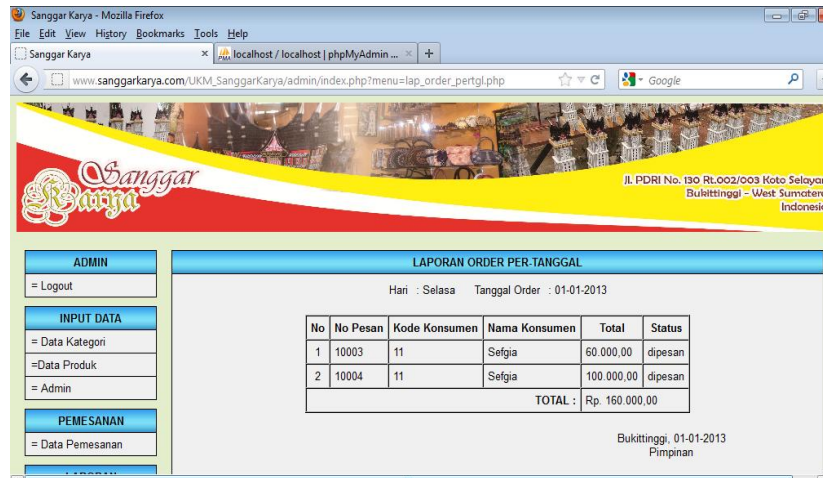 Sanggar Karya - Mozilla Firefox
File Edit View History Bookmarks Tools Help
Sanggar Karya × localhost / localhost | phpMyAdmin ... × +
www.sanggarkarya.com/UKM_SanggarKarya/admin/index.php?menu=lap_order_pertgl.php Google
Sanggar
Karya
Jl. PDRI No. 130 Rt.002/003 Koto Selayan
Bukittinggi - West Sumatera
Indonesia
ADMIN
= Logout
INPUT DATA
= Data Kategori
=Data Produk
= Admin
PEMESANAN
= Data Pemesanan
LAPORAN
LAPORAN ORDER PER-TANGGAL
Hari : Selasa Tanggal Order : 01-01-2013
No No Pesan Kode Konsumen Nama Konsumen Total Status
1 10003 11 Sefgia 60.000,00 dipesan
2 10004 11 Sefgia 100.000,00 dipesan
TOTAL : Rp. 160.000,00
Bukittinggi, 01-01-2013
Pimpinan